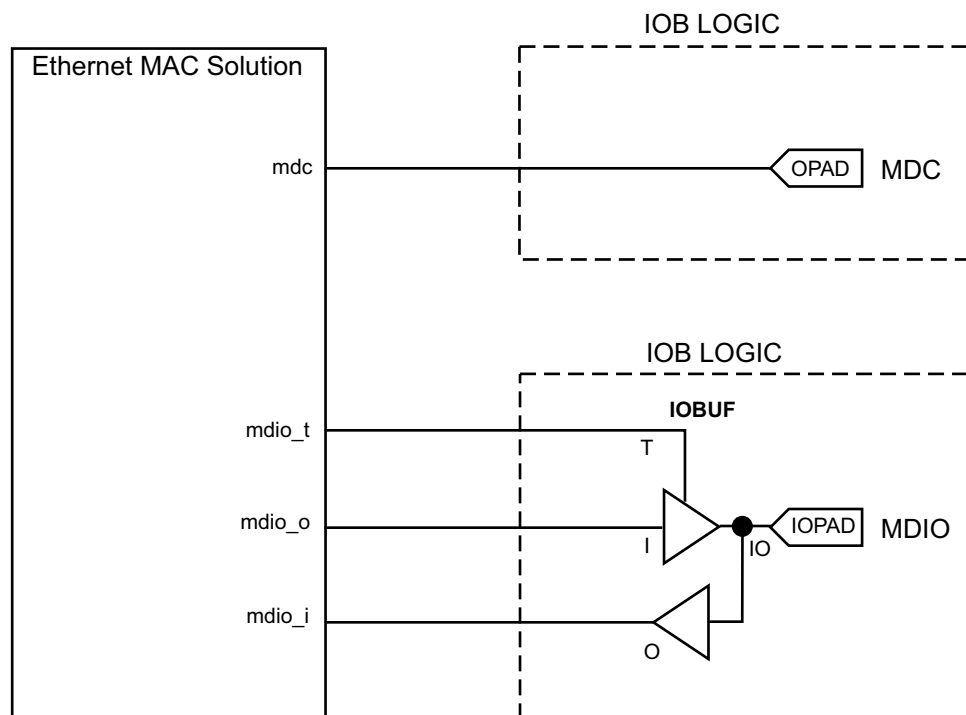 IOB LOGIC
Ethernet MAC Solution
mdc
OPAD
MDC
IOB LOGIC
IOBUF
mdio_t
T
mdio_o
I
IO
IOPAD
MDIO
mdio_i
O